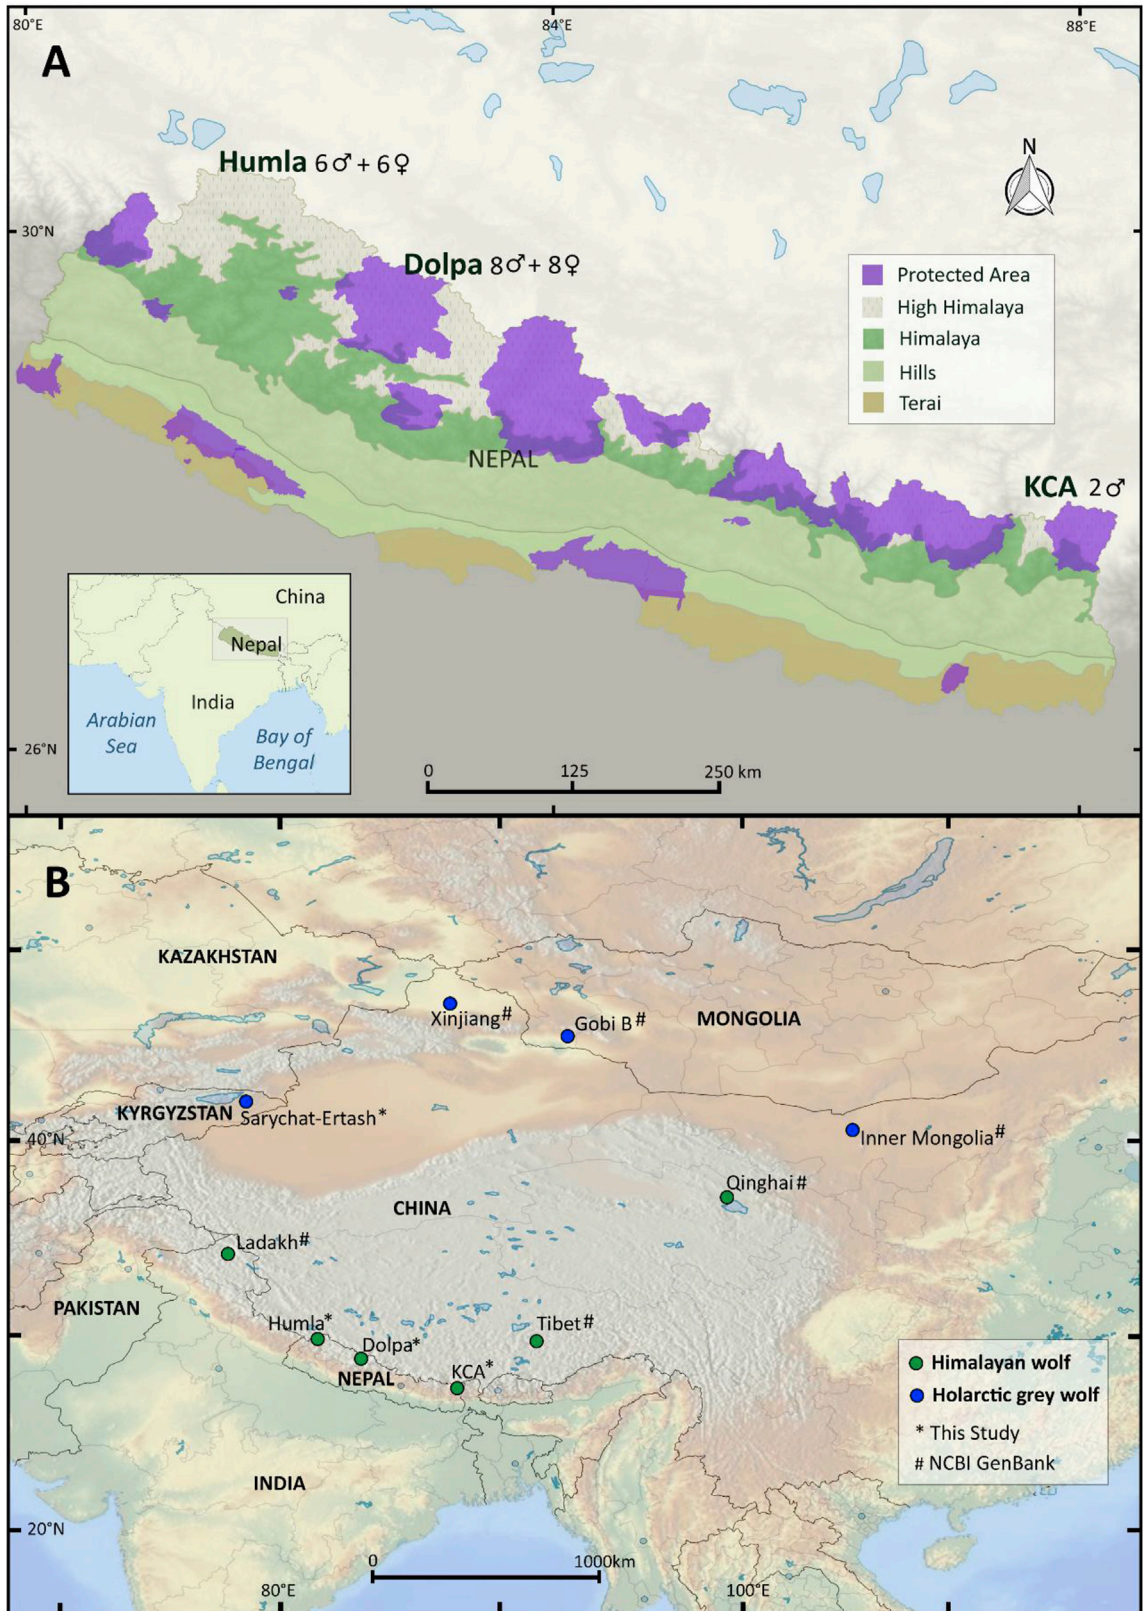 80°E
84°E
88°E
A
N
Humla 6♂+6♀
30°N
Dolpa 8♂+8♀
Protected Area
High Himalaya
Himalaya
Hills
Terai
NEPAL
KCA 2♂
China
Nepal
India
Arabian
Sea
Bay of
Bengal
26°N
0 125 250 km
B
KAZAKHSTAN
Xinjiang#
Gobi B#
MONGOLIA
KYRGYZSTAN
Sarychat-Ertash*
40°N
Inner Mongolia#
Qinghai#
CHINA
Ladakh#
PAKISTAN
Humla*
Tibet#
Dolpa*
NEPAL
KCA*
Himalayan wolf
Holarctic grey wolf
* This Study
# NCBI GenBank
INDIA
20°N
0 1000km
80°E
100°E